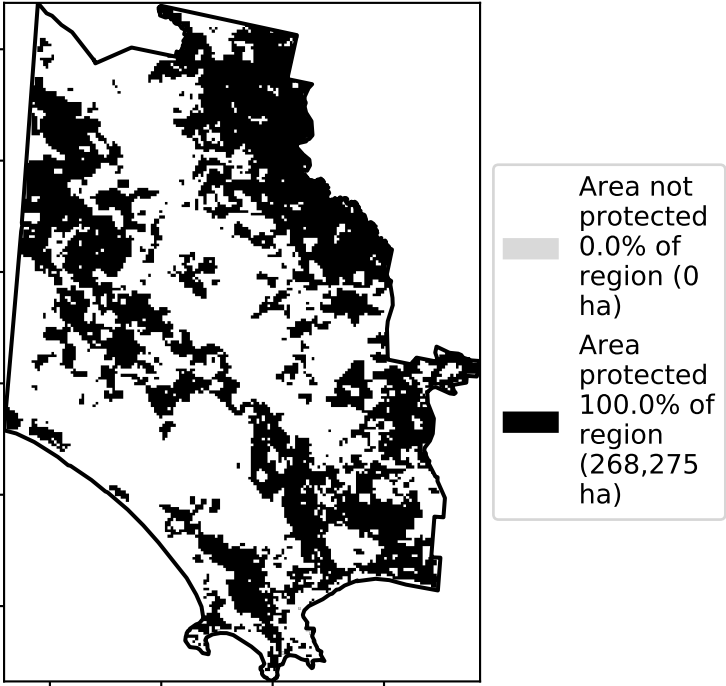 Area not
protected
0.0% of
region (0
ha)
Area
protected
100.0% of
region
(268,275
ha)